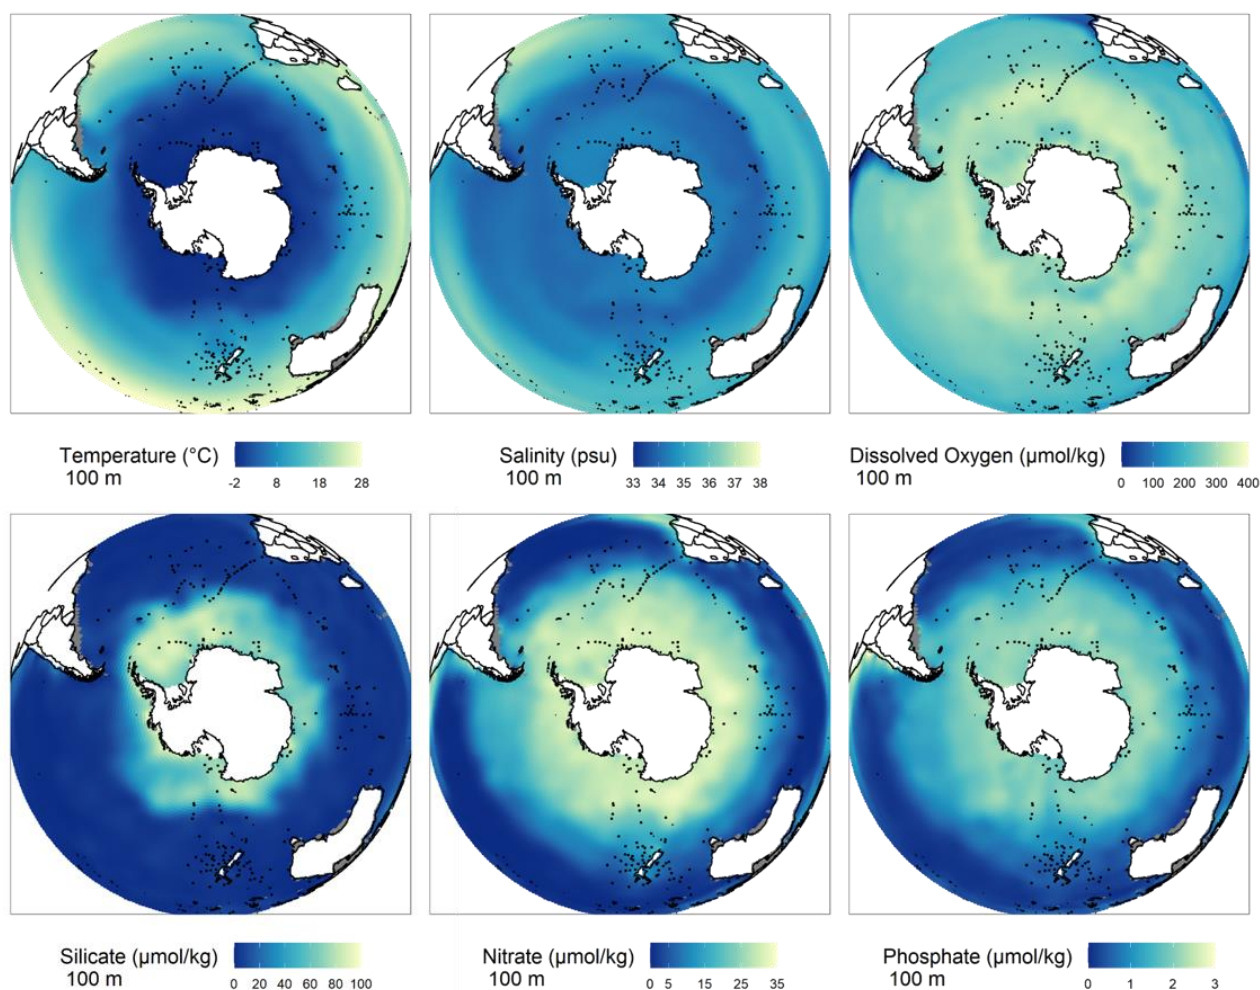 Temperature (°C)
100 m
-2 8 18 28
Salinity (psu)
100 m
33 34 35 36 37 38
Dissolved Oxygen (µmol/kg)
100 m
0 100 200 300 400
Silicate (µmol/kg)
100 m
0 20 40 60 80 100
Nitrate (µmol/kg)
100 m
0 5 15 25 35
Phosphate (µmol/kg)
100 m
0 1 2 3